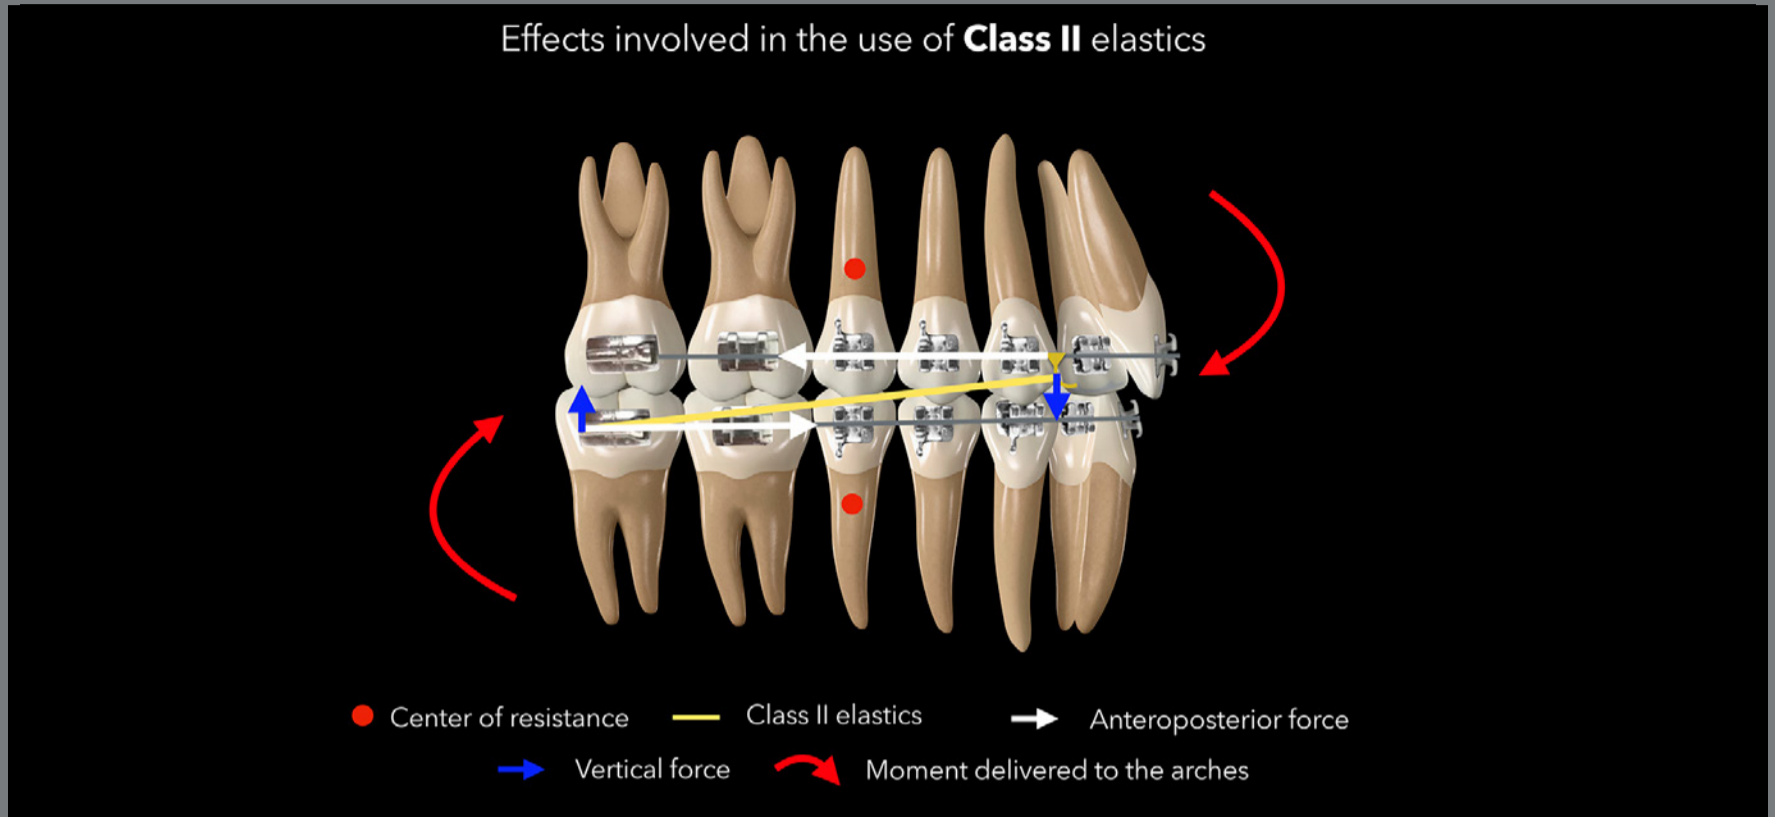 Effects involved in the use of Class II elastics
Center of resistance
Class II elastics
Anteroposterior force
Vertical force
Moment delivered to the arches